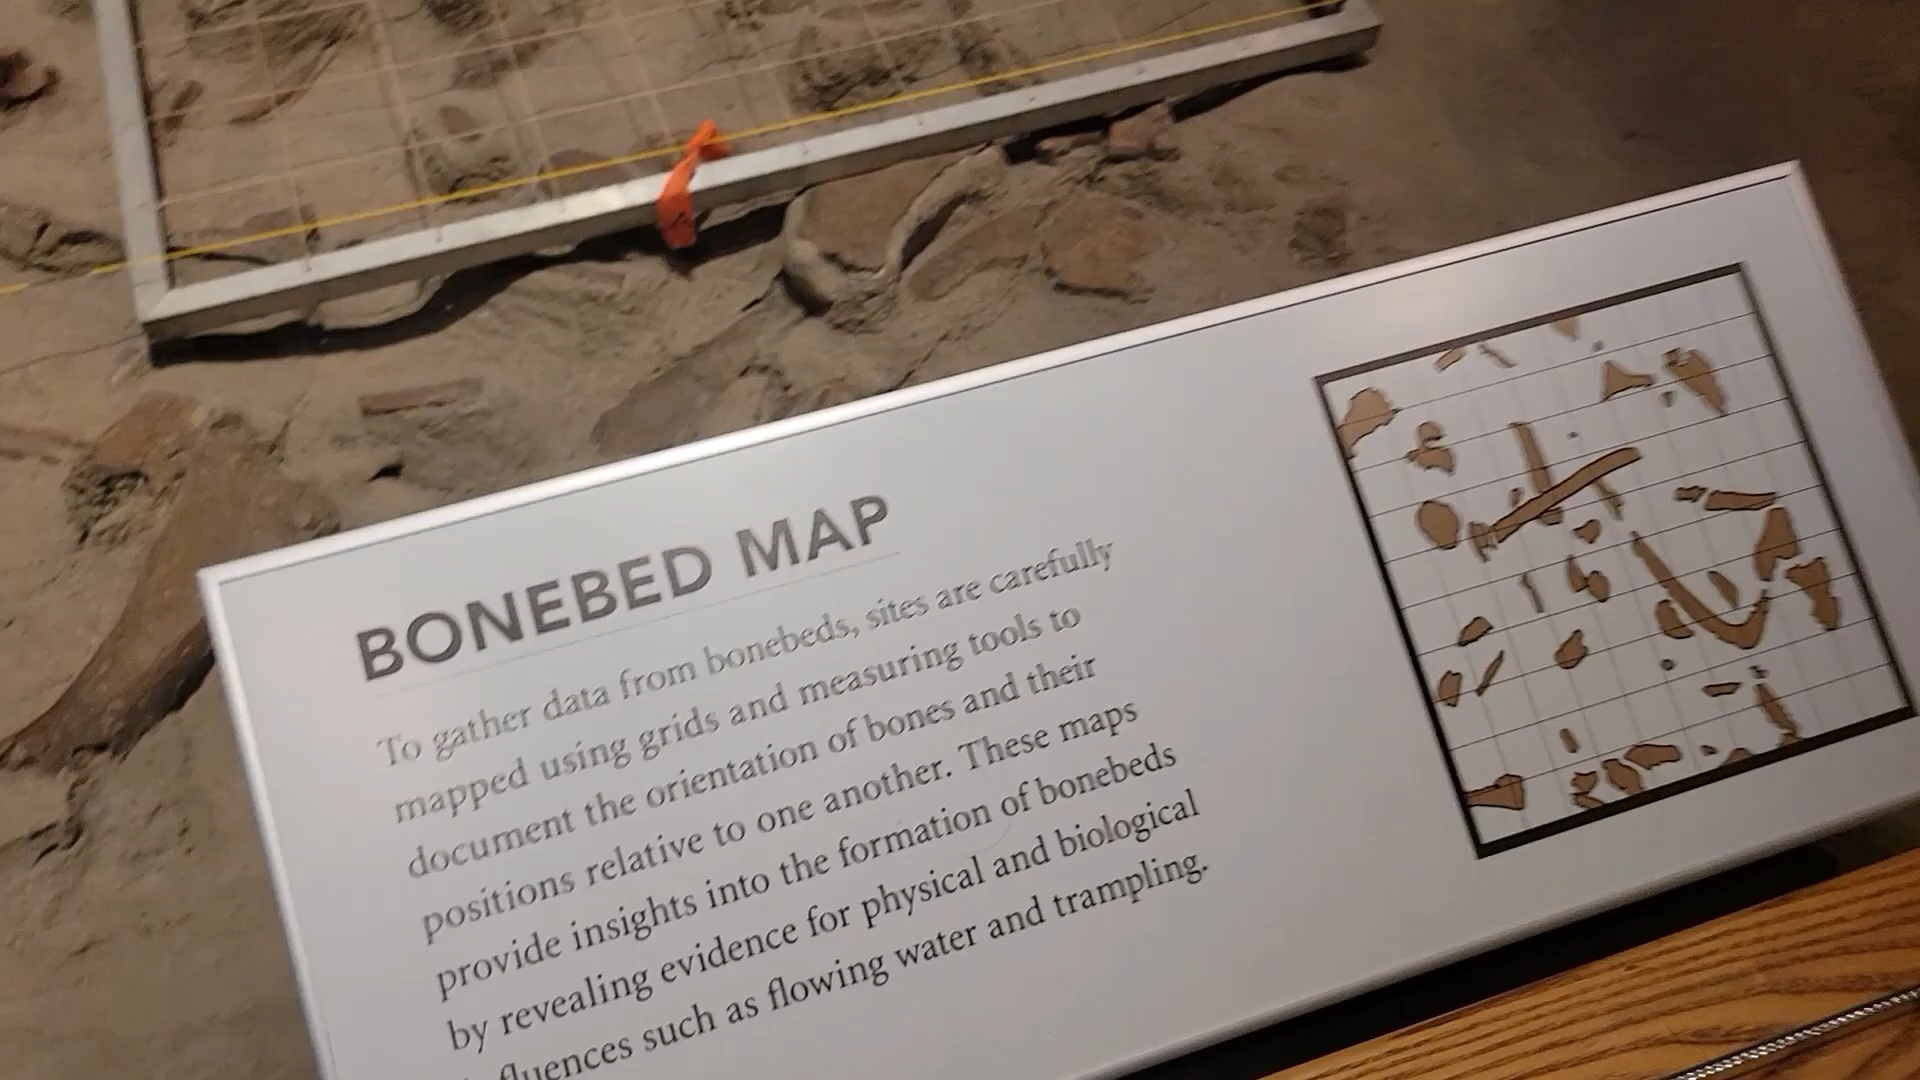 BONEBED MAP
To gather data from bonebeds, sites are carefully
mapped using grids and measuring tools to
document the orientation of bones and their
positions relative to one another. These maps
provide insights into the formation of bonebeds
by revealing evidence for physical and biological
fluences such as flowing water and trampling.